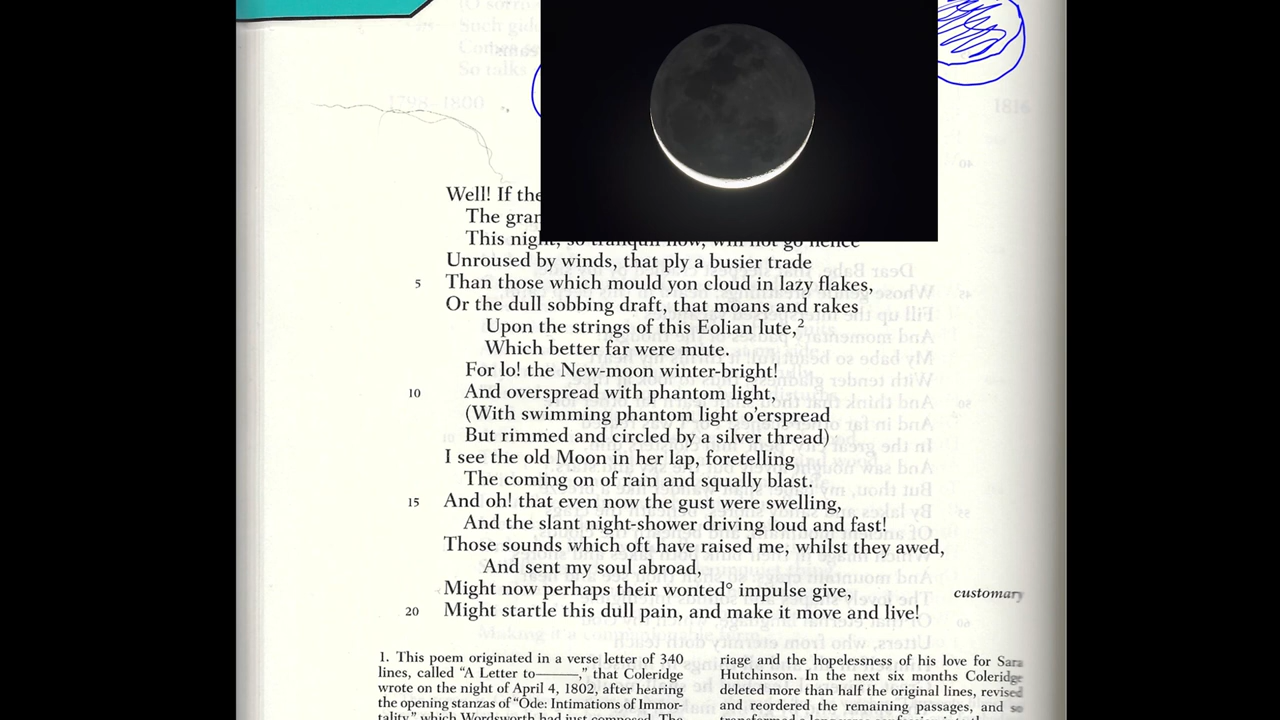 1798–1800
1816
Well! If the
The gran
This night, so tranquil now, will not go hence
Unroused by winds, that ply a busier trade
5 Than those which mould yon cloud in lazy flakes,
Or the dull sobbing draft, that moans and rakes
Upon the strings of this Eolian lute,²
Which better far were mute.
For lo! the New-moon winter-bright!
10 And overspread with phantom light,
(With swimming phantom light o'erspread
But rimmed and circled by a silver thread)
I see the old Moon in her lap, foretelling
The coming on of rain and squally blast.
15 And oh! that even now the gust were swelling,
And the slant night-shower driving loud and fast!
Those sounds which oft have raised me, whilst they awed,
And sent my soul abroad,
Might now perhaps their wonted° impulse give, customary
20 Might startle this dull pain, and make it move and live!
1. This poem originated in a verse letter of 340
lines, called “A Letter to———,” that Coleridge
wrote on the night of April 4, 1802, after hearing
the opening stanzas of “Ode: Intimations of Immor-
tality,” which Wordsworth had just composed. The
riage and the hopelessness of his love for Sara
Hutchinson. In the next six months Coleridge
deleted more than half the original lines, revised
and reordered the remaining passages, and so